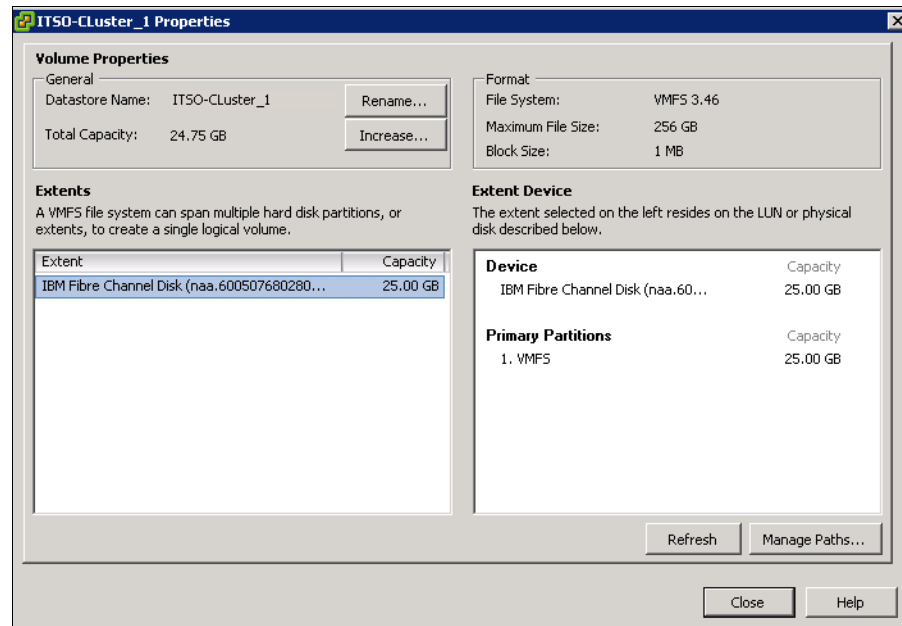 ITSO-CLuster_1 Properties
Volume Properties
General
Datastore Name: ITSO-CLuster_1 Rename...
Total Capacity: 24.75 GB Increase...
Format
File System: VMFS 3.46
Maximum File Size: 256 GB
Block Size: 1 MB
Extents
A VMFS file system can span multiple hard disk partitions, or
extents, to create a single logical volume.
Extent Capacity
IBM Fibre Channel Disk (naa.600507680280... 25.00 GB
Extent Device
The extent selected on the left resides on the LUN or physical
disk described below.
Device Capacity
IBM Fibre Channel Disk (naa.60... 25.00 GB
Primary Partitions Capacity
1. VMFS 25.00 GB
Refresh Manage Paths...
Close Help